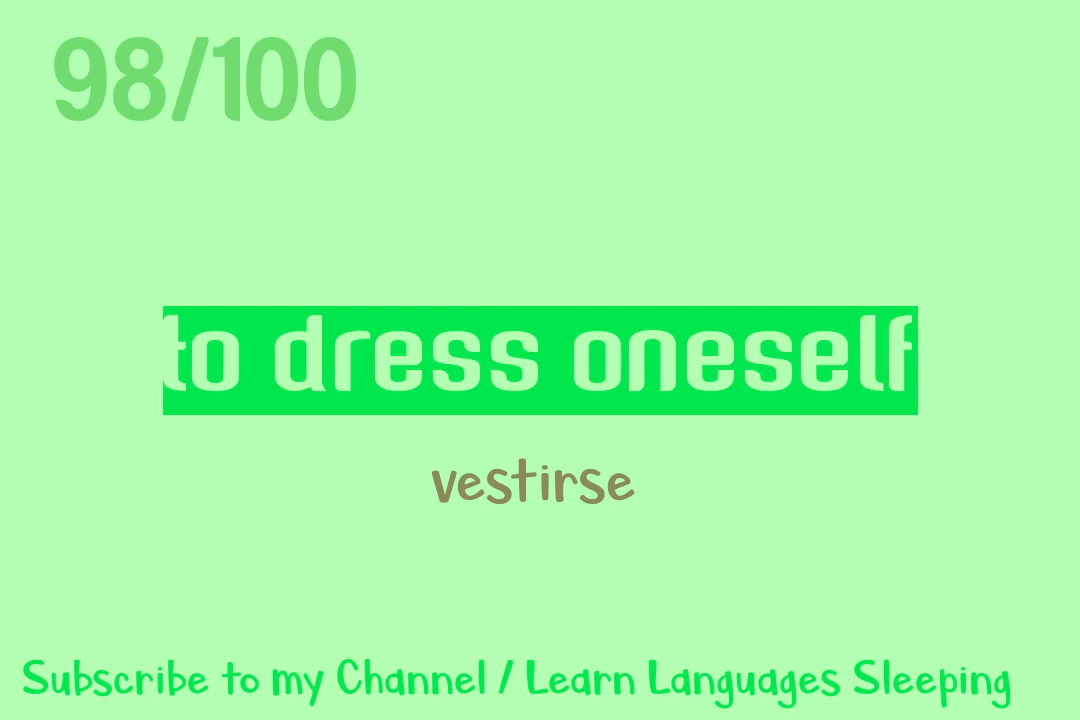 98/100
to dress oneself
vestirse
Subscribe to my Channel / Learn Languages Sleeping